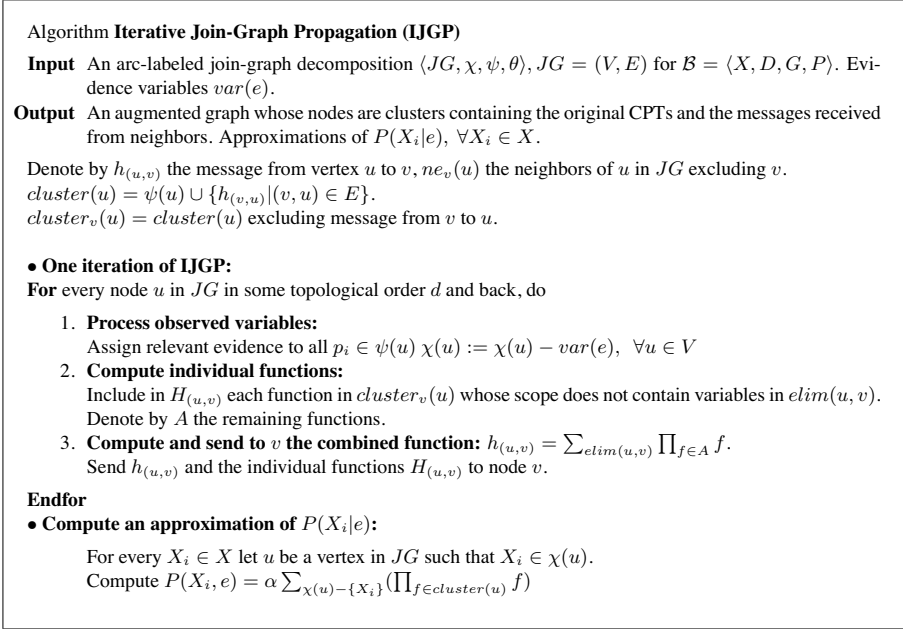 Algorithm Iterative Join-Graph Propagation (IJGP)
Input An arc-labeled join-graph decomposition ⟨JG, χ, ψ, θ⟩, JG = (V, E) for ℬ = ⟨X, D, G, P⟩. Evi-
dence variables var(e).
Output An augmented graph whose nodes are clusters containing the original CPTs and the messages received
from neighbors. Approximations of P(X_i|e), ∀X_i ∈ X.
Denote by h_{(u,v)} the message from vertex u to v, ne_v(u) the neighbors of u in JG excluding v.
cluster(u) = ψ(u) ∪ {h_{(v,u)}|(v, u) ∈ E}.
cluster_v(u) = cluster(u) excluding message from v to u.
• One iteration of IJGP:
For every node u in JG in some topological order d and back, do
1. Process observed variables:
Assign relevant evidence to all p_i ∈ ψ(u) χ(u) := χ(u) − var(e), ∀u ∈ V
2. Compute individual functions:
Include in H_{(u,v)} each function in cluster_v(u) whose scope does not contain variables in elim(u, v).
Denote by A the remaining functions.
3. Compute and send to v the combined function: h_{(u,v)} = ∑_{elim(u,v)} ∏_{f∈A} f.
Send h_{(u,v)} and the individual functions H_{(u,v)} to node v.
Endfor
• Compute an approximation of P(X_i|e):
For every X_i ∈ X let u be a vertex in JG such that X_i ∈ χ(u).
Compute P(X_i, e) = α ∑_{χ(u)−{X_i}} (∏_{f∈cluster(u)} f)